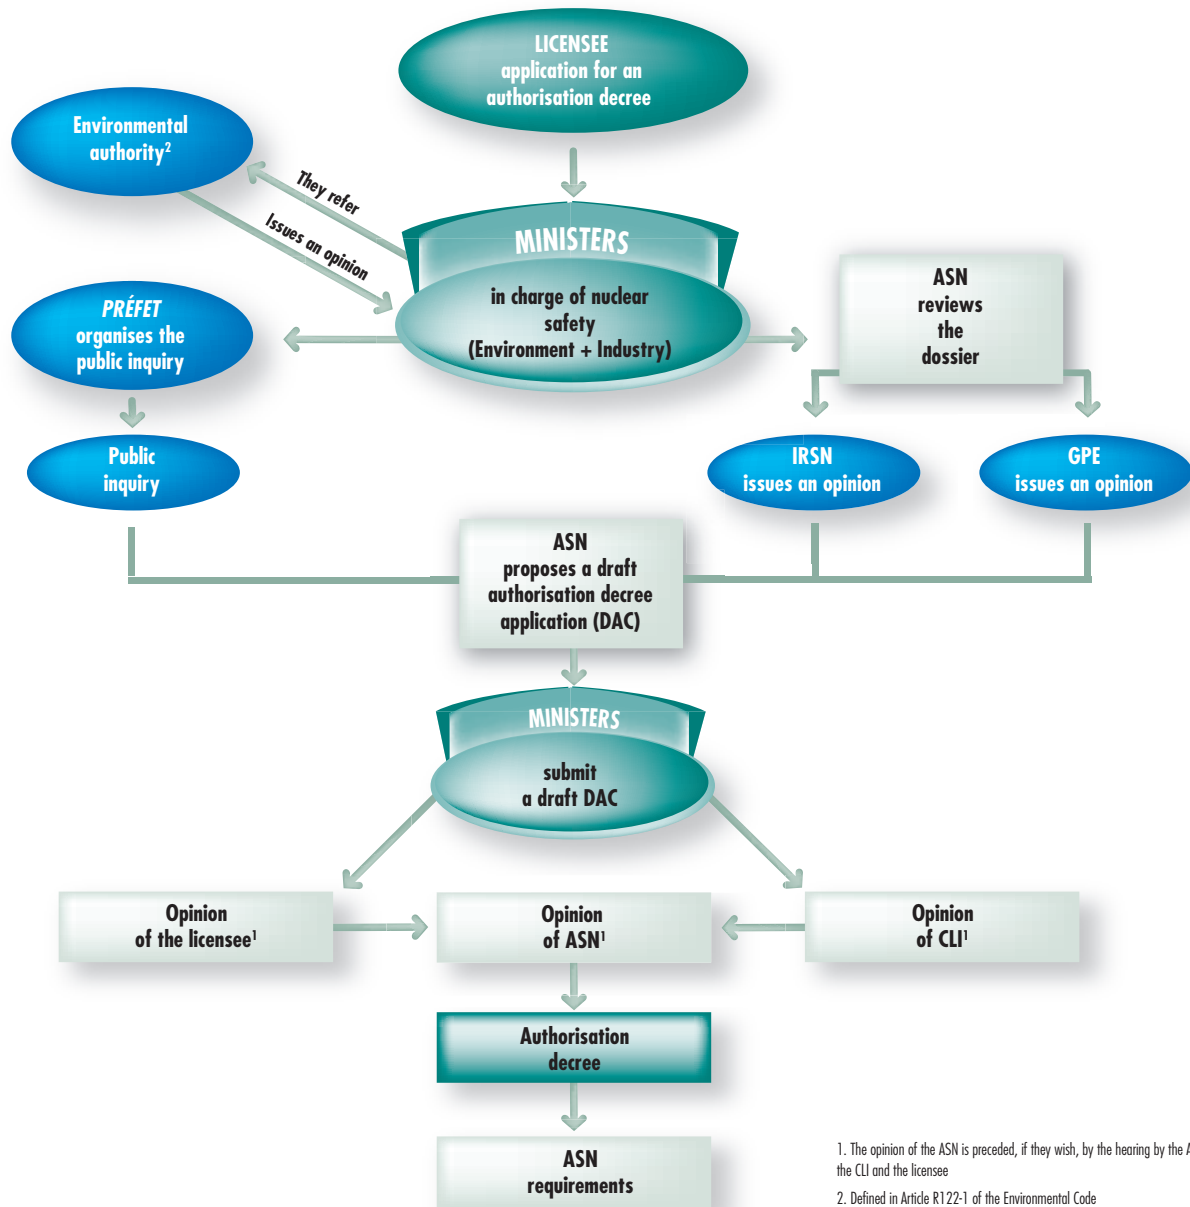 LICENSEE
application for an
authorisation decree
Environmental
authority²
They refer
Issues an opinion
MINISTERS
in charge of nuclear
safety
(Environment + Industry)
PRÉFET
organises the
public inquiry
ASN
reviews
the
dossier
Public
inquiry
IRSN
issues an opinion
GPE
issues an opinion
ASN
proposes a draft
authorisation decree
application (DAC)
MINISTERS
submit
a draft DAC
Opinion
of the licensee¹
Opinion
of ASN¹
Opinion
of CLI¹
Authorisation
decree
ASN
requirements
1. The opinion of the ASN is preceded, if they wish, by the hearing by the
the CLI and the licensee
2. Defined in Article R122-1 of the Environmental Code